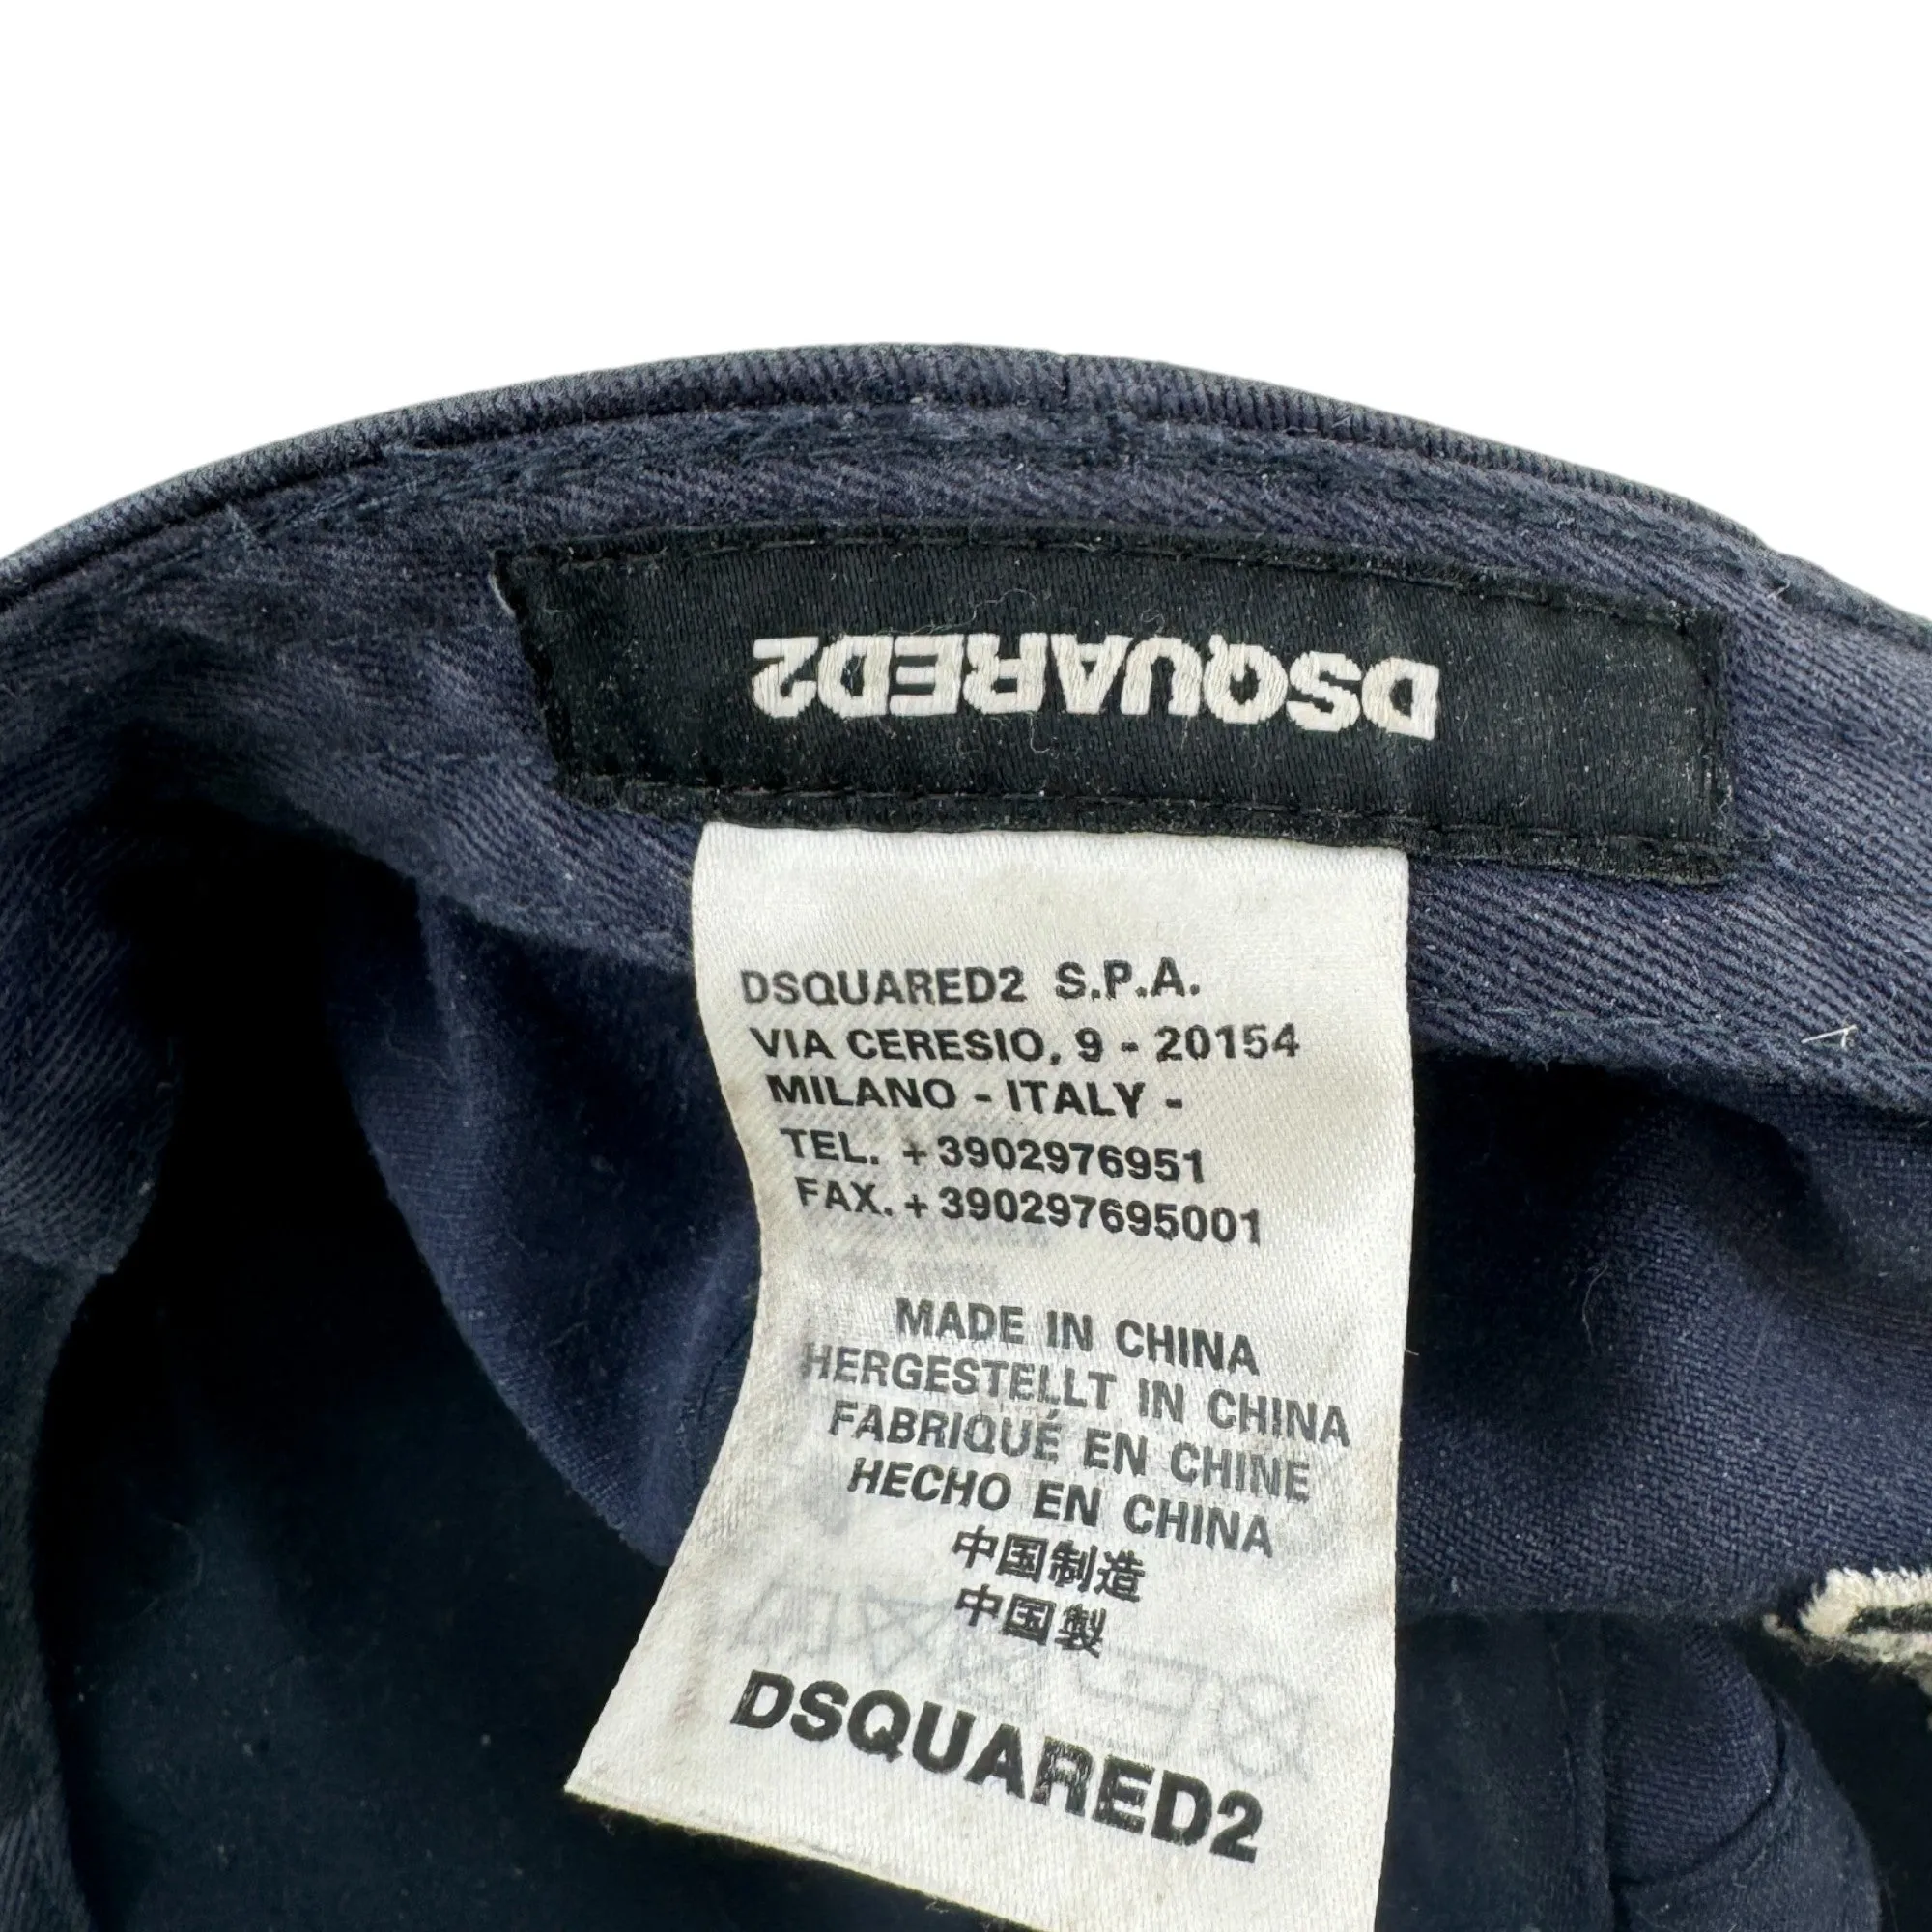 DSQUARED2
DSQUARED2 S.P.A.
VIA CERESIO, 9 - 20154
MILANO - ITALY -
TEL. +3902976951
FAX. +390297695001
MADE IN CHINA
HERGESTELLT IN CHINA
FABRIQUÉ EN CHINE
HECHO EN CHINA
中国制造
中国製
DSQUARED2